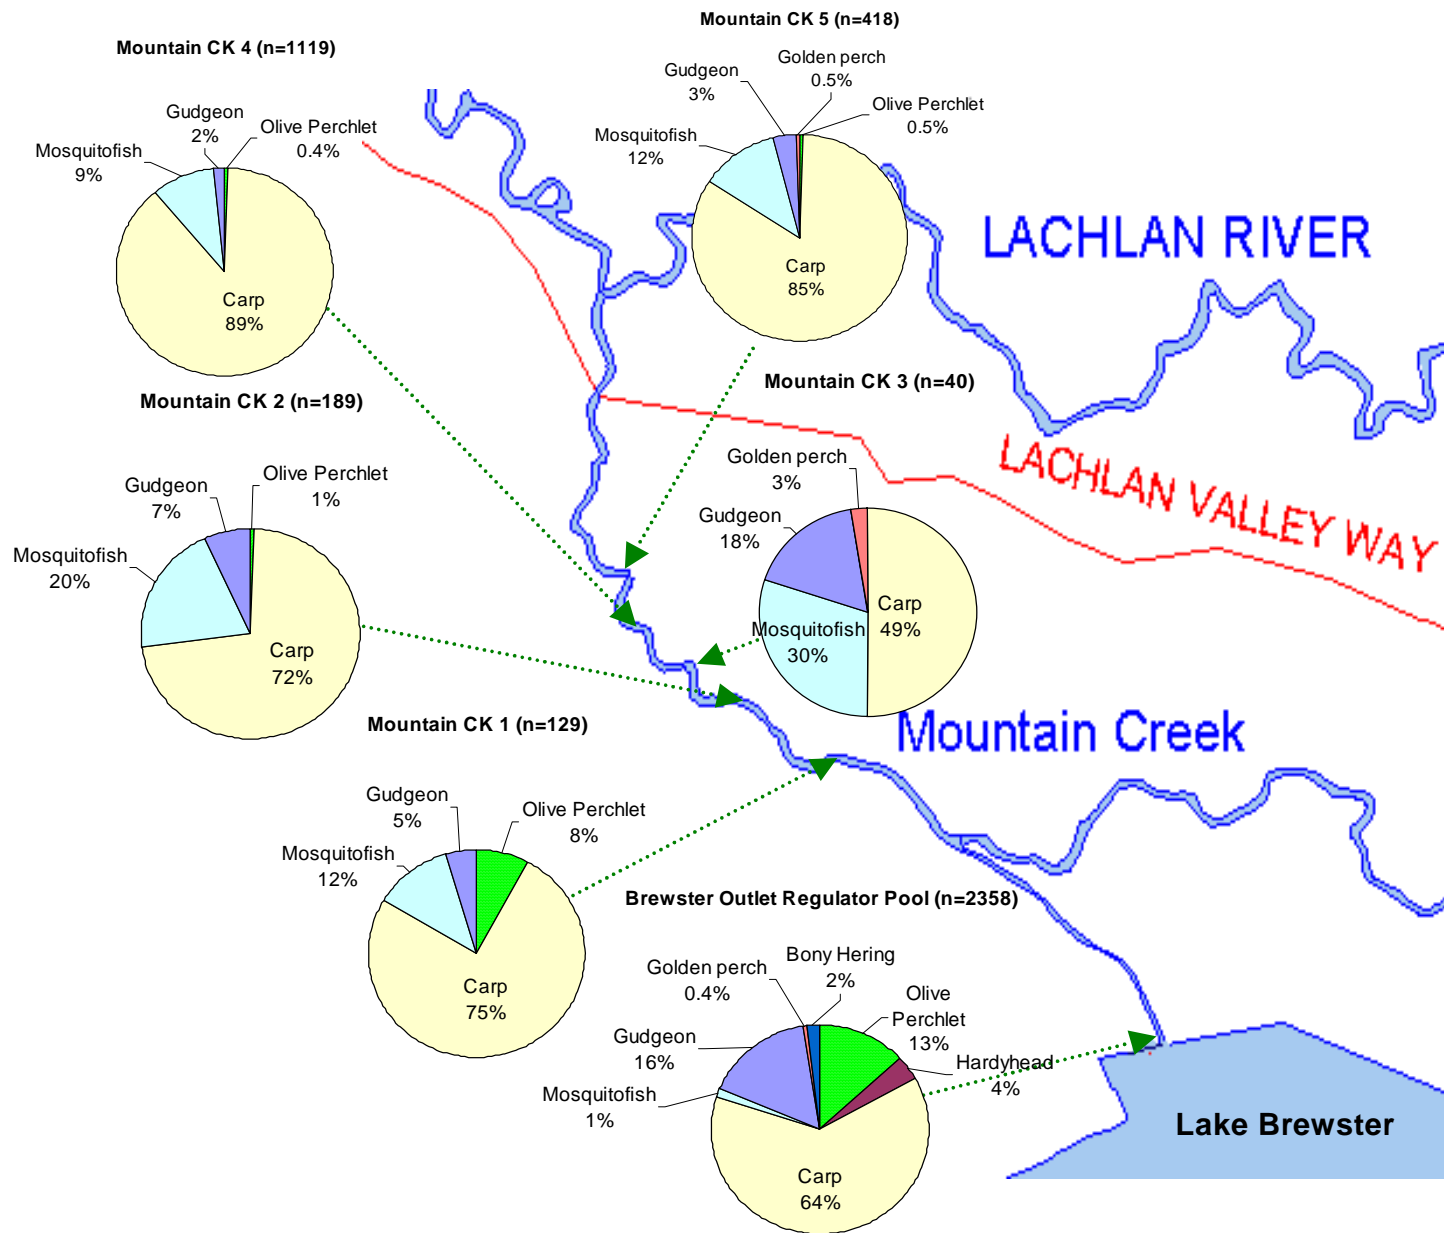 Mountain CK 5 (n=418)
Mountain CK 4 (n=1119)
Golden perch
0.5%
Gudgeon
3%
Olive Perchlet
0.5%
Mosquitofish
12%
Carp
85%
Gudgeon
2%
Olive Perchlet
0.4%
Mosquitofish
9%
Carp
89%
LACHLAN RIVER
Mountain CK 3 (n=40)
Mountain CK 2 (n=189)
Golden perch
3%
Gudgeon
18%
Carp
49%
Mosquitofish
30%
LACHLAN VALLEY WAY
Olive Perchlet
1%
Gudgeon
7%
Mosquitofish
20%
Carp
72%
Mountain Creek
Mountain CK 1 (n=129)
Gudgeon
5%
Olive Perchlet
8%
Mosquitofish
12%
Carp
75%
Brewster Outlet Regulator Pool (n=2358)
Bony Hering
2%
Golden perch
0.4%
Olive
Perchlet
13%
Gudgeon
16%
Hardyhead
4%
Mosquitofish
1%
Carp
64%
Lake Brewster